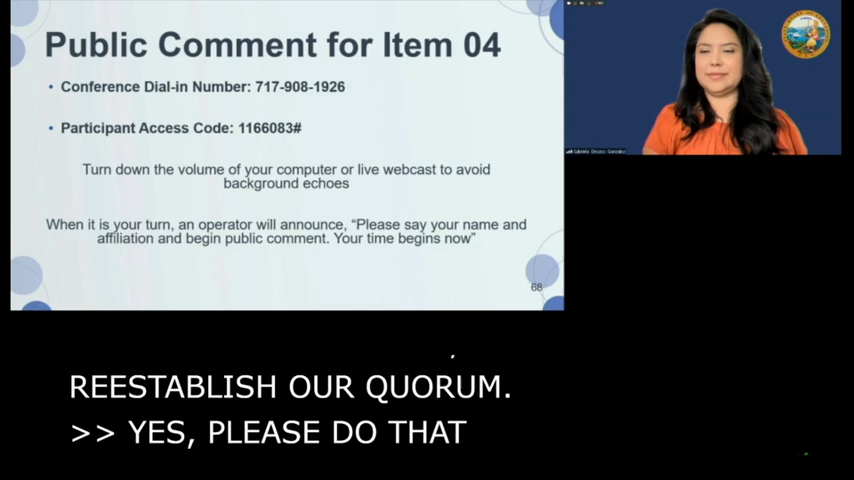 Public Comment for Item 04
• Conference Dial-in Number: 717-908-1926
• Participant Access Code: 1166083#
Turn down the volume of your computer or live webcast to avoid
background echoes
When it is your turn, an operator will announce, “Please say your name and
affiliation and begin public comment. Your time begins now”
68
REESTABLISH OUR QUORUM.
>> YES, PLEASE DO THAT